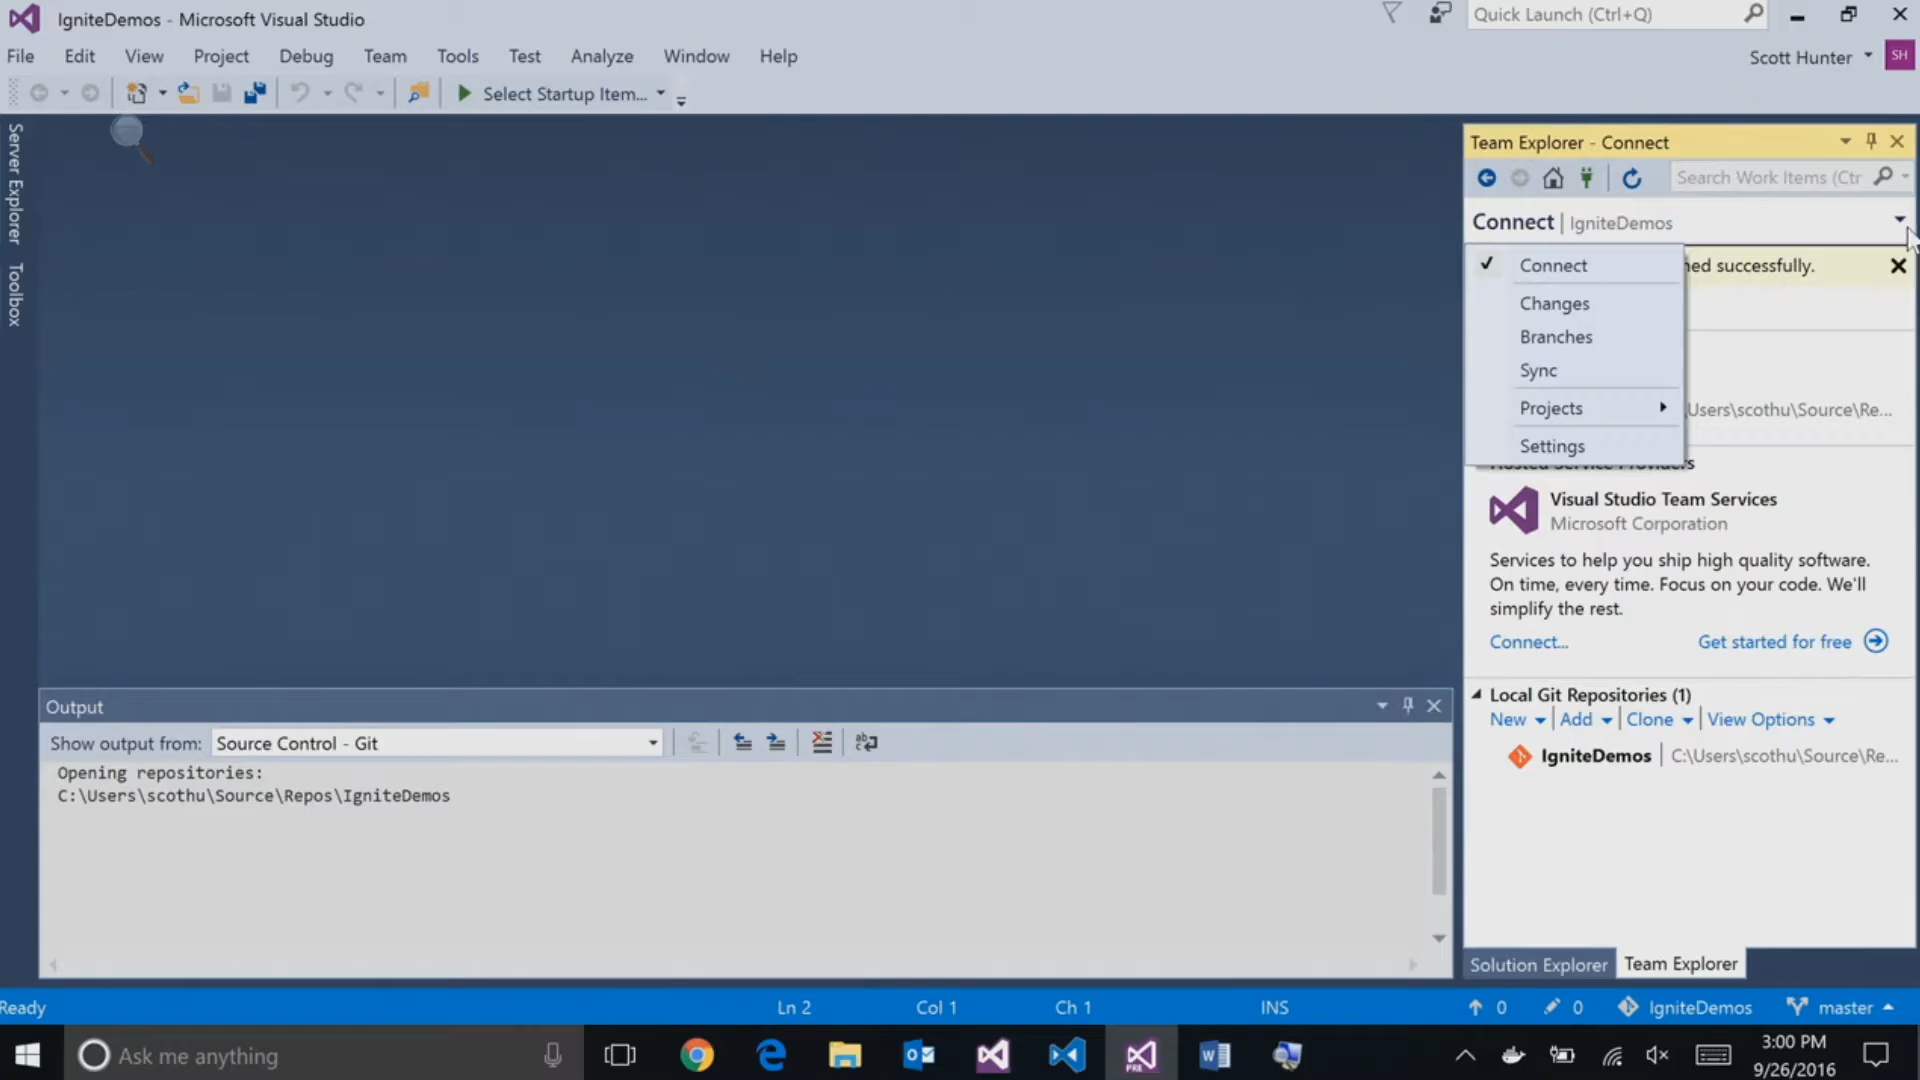 IgniteDemos - Microsoft Visual Studio
Quick Launch (Ctrl+Q)
File Edit View Project Debug Team Tools Test Analyze Window Help
Scott Hunter
SH
Select Startup Item...
Server Explorer
Toolbox
Team Explorer - Connect
Search Work Items (Ctr
Connect | IgniteDemos
Connect
ned successfully.
Changes
Branches
Sync
Projects
Users\scothu\Source\Re...
Settings
Hosted Service Providers
Visual Studio Team Services
Microsoft Corporation
Services to help you ship high quality software.
On time, every time. Focus on your code. We'll
simplify the rest.
Connect...
Get started for free
Local Git Repositories (1)
New | Add | Clone | View Options
IgniteDemos | C:\Users\scothu\Source\Re...
Output
Show output from: Source Control - Git
Opening repositories:
C:\Users\scothu\Source\Repos\IgniteDemos
Solution Explorer
Team Explorer
Ready
Ln 2
Col 1
Ch 1
INS
0
0
IgniteDemos
master
Ask me anything
PRE
3:00 PM
9/26/2016